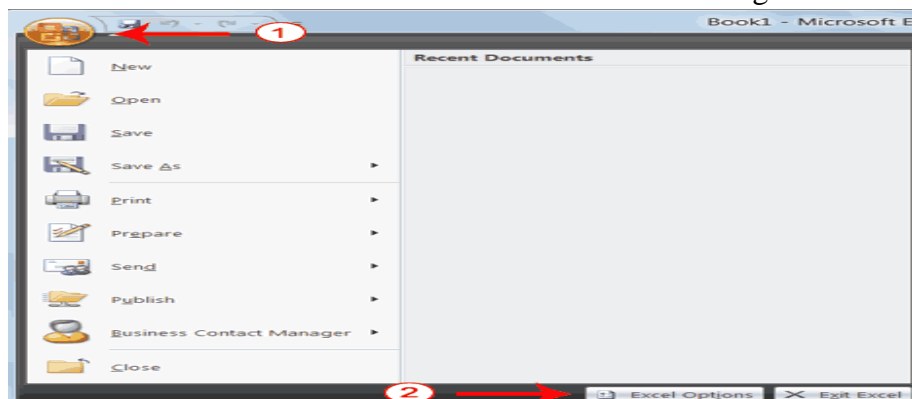 Book1 - Microsoft E
1
New
Recent Documents
Open
Save
Save As
Print
Prepare
Send
Publish
Business Contact Manager
Close
2
Excel Options
Exit Excel